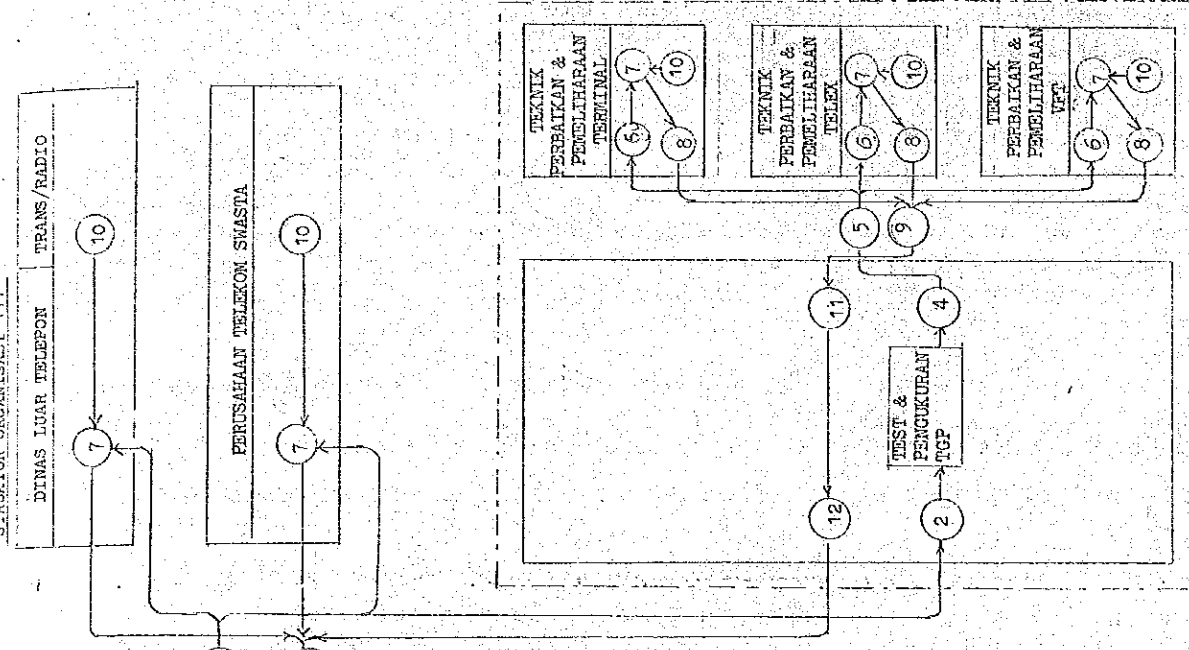 STRUKTUR ORGANISASI
DINAS LUAR TELEPON
TRANS/RADIO
10
7
PERUSAHAAN TELEKOM SWASTA
10
7
TEKNIK
PERBAIKAN &
PEMELIHARAAN
TERMINAL
7
10
6
8
TEKNIK
PERBAIKAN &
PEMELIHARAAN
TELEX
7
10
6
8
TEKNIK
PERBAIKAN &
PEMELIHARAAN
VFT
7
10
6
8
5
9
11
4
TEST &
PENGUKURAN
TGP
12
2